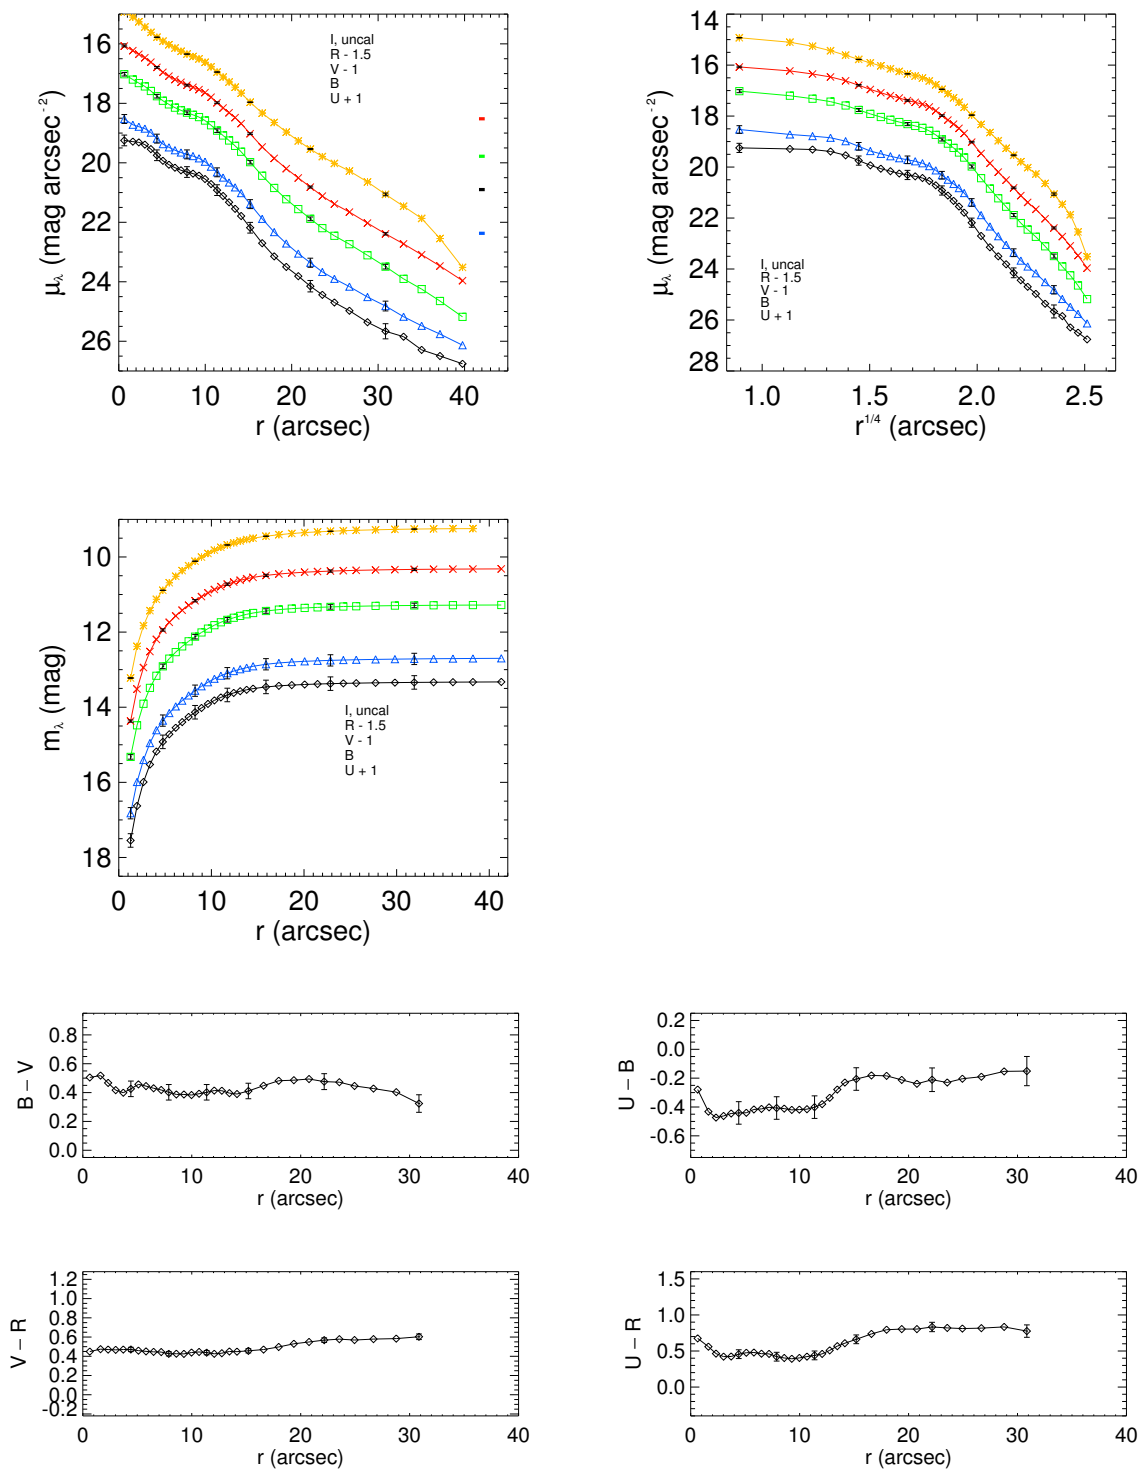 16
18
20
22
24
26
μλ (mag arcsec-2)
I, uncal
R - 1.5
V - 1
B
U + 1
0 10 20 30 40
r (arcsec)
14
16
18
20
22
24
26
28
μλ (mag arcsec-2)
I, uncal
R - 1.5
V - 1
B
U + 1
1.0 1.5 2.0 2.5
r1/4 (arcsec)
10
12
14
16
18
mλ (mag)
I, uncal
R - 1.5
V - 1
B
U + 1
0 10 20 30 40
r (arcsec)
0.8
0.6
0.4
0.2
0.0
B - V
0 10 20 30 40
r (arcsec)
0.2
0.0
-0.2
-0.4
-0.6
U - B
0 10 20 30 40
r (arcsec)
1.2
1.0
0.8
0.6
0.4
0.2
0.0
-0.2
V - R
0 10 20 30 40
r (arcsec)
1.5
1.0
0.5
0.0
U - R
0 10 20 30 40
r (arcsec)